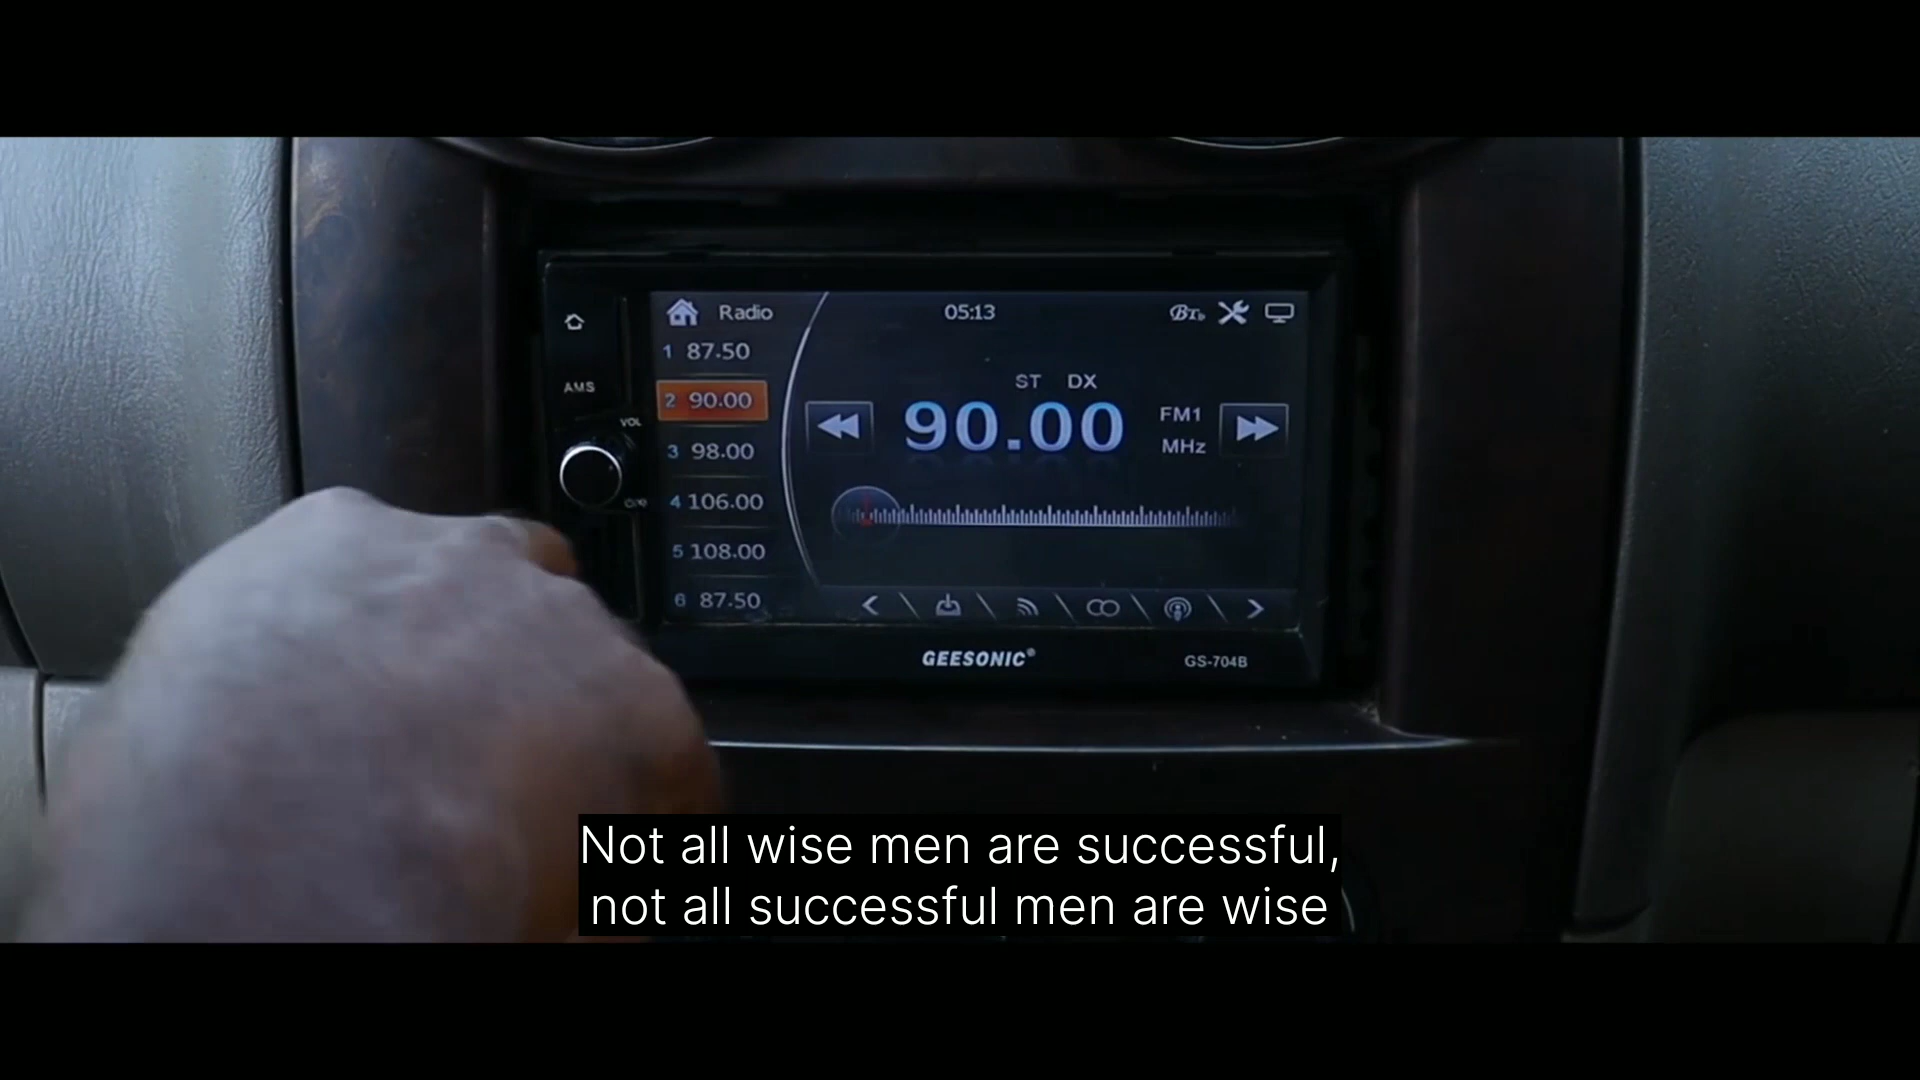 Radio
05:13
BT
1 87.50
AMS
ST DX
2 90.00
90.00
FM1
MHz
VOL
3 98.00
4 106.00
5 108.00
6 87.50
GEESONIC®
GS-704B
Not all wise men are successful,
not all successful men are wise